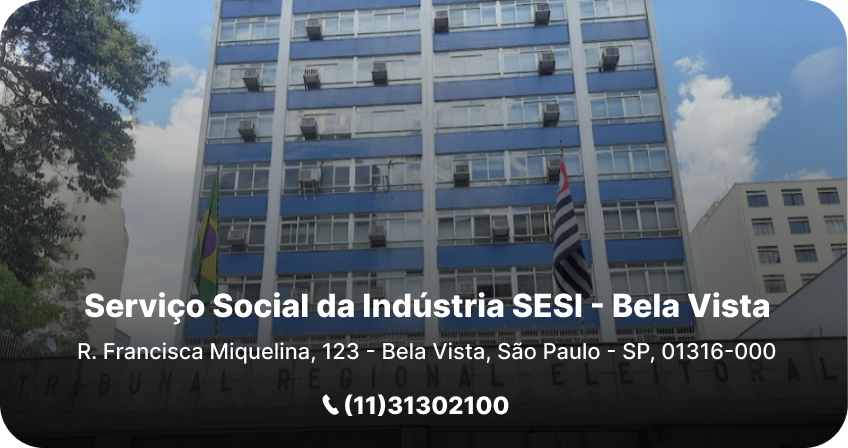 Serviço Social da Indústria SESI - Bela Vista
R. Francisca Miquelina, 123 - Bela Vista, São Paulo - SP, 01316-000
TRIBUNAL REGIONAL ELEITORAL
(11)31302100